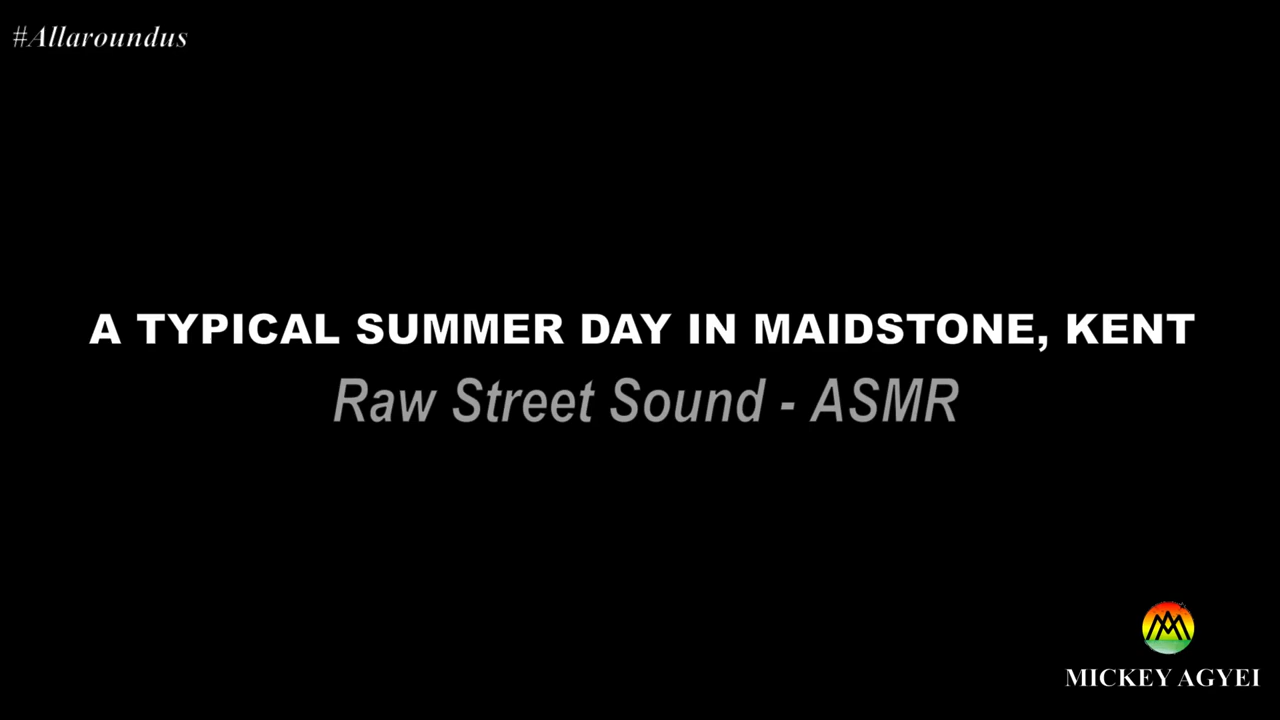 #Allaroundus
A TYPICAL SUMMER DAY IN MAIDSTONE, KENT
Raw Street Sound - ASMR
MICKEY AGYEI